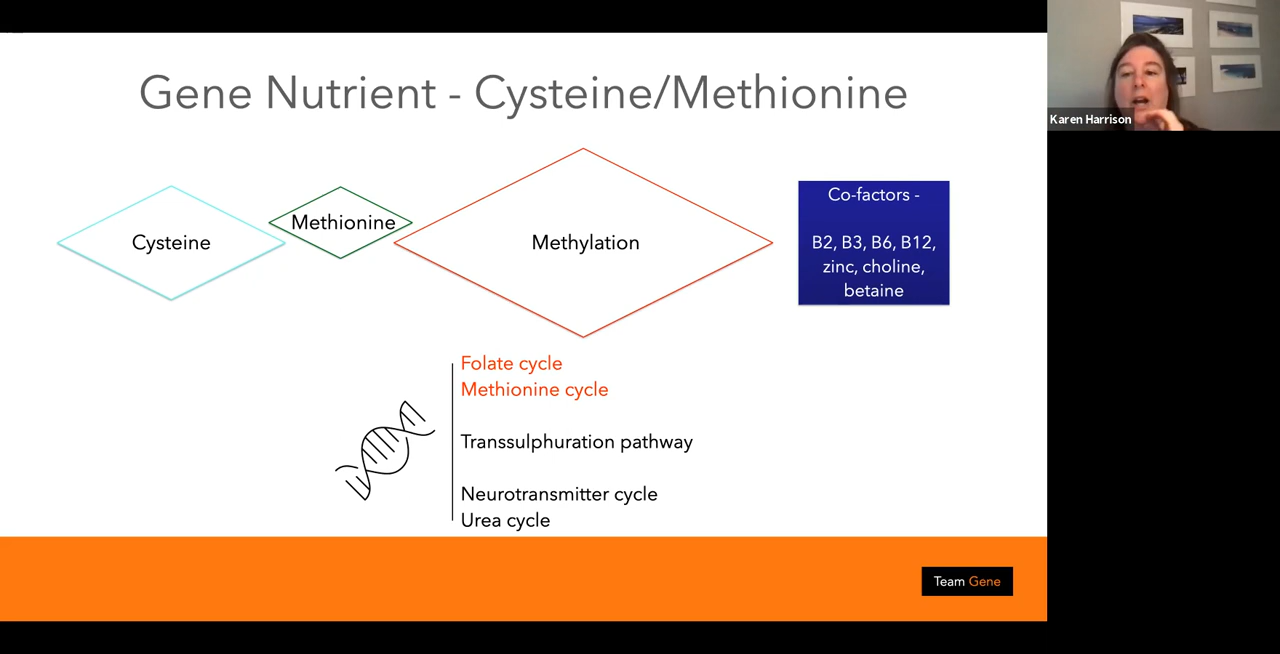 Gene Nutrient - Cysteine/Methionine
Karen Harrison
Cysteine
Methionine
Methylation
Co-factors -
B2, B3, B6, B12,
zinc, choline,
betaine
Folate cycle
Methionine cycle
Transsulphuration pathway
Neurotransmitter cycle
Urea cycle
Team Gene